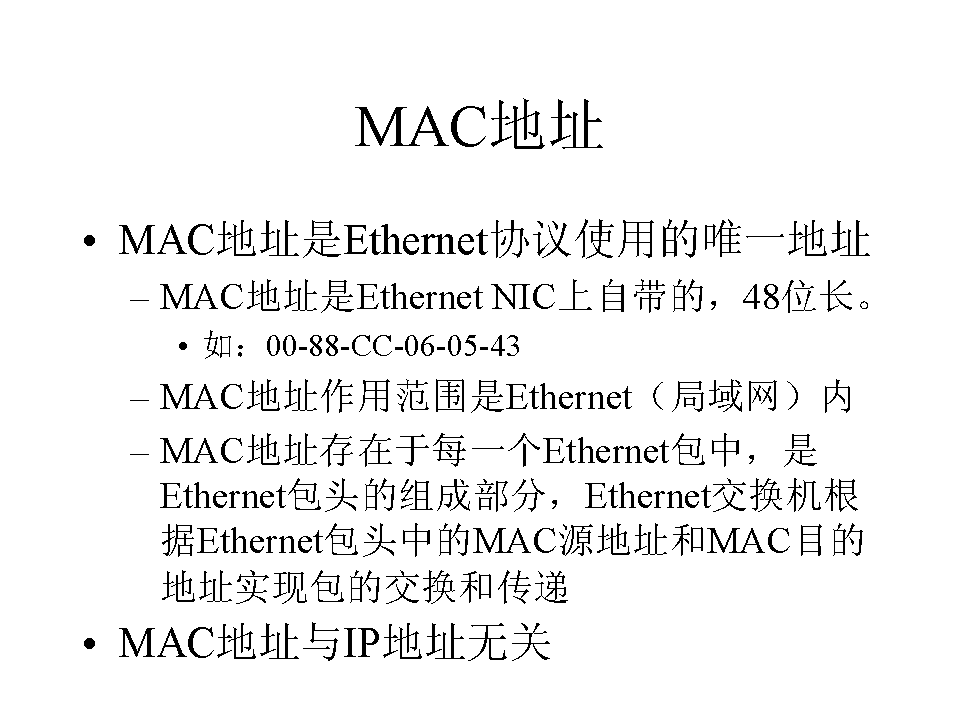 MAC地址
• MAC地址是Ethernet协议使用的唯一地址
– MAC地址是Ethernet NIC上自带的，48位长。
• 如：00-88-CC-06-05-43
– MAC地址作用范围是Ethernet（局域网）内
– MAC地址存在于每一个Ethernet包中，是
Ethernet包头的组成部分，Ethernet交换机根
据Ethernet包头中的MAC源地址和MAC目的
地址实现包的交换和传递
• MAC地址与IP地址无关